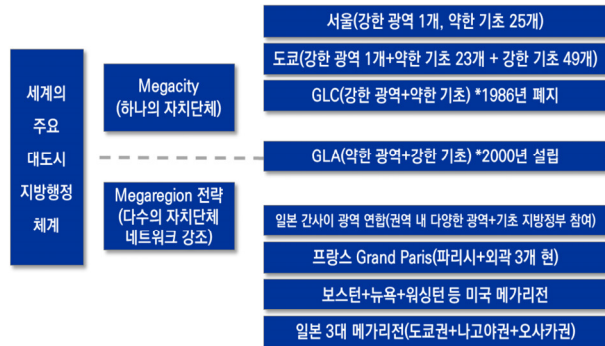 세계의
주요
대도시
지방행정
체계
Megacity
(하나의 자치단체)
Megaregion 전략
(다수의 자치단체
네트워크 강조)
서울(강한 광역 1개, 약한 기초 25개)
도쿄(강한 광역 1개+약한 기초 23개 + 강한 기초 49개)
GLC(강한 광역+약한 기초) *1986년 폐지
GLA(약한 광역+강한 기초) *2000년 설립
일본 간사이 광역 연합(권역 내 다양한 광역+기초 지방정부 참여)
프랑스 Grand Paris(파리시+외곽 3개 현)
보스턴+뉴욕+워싱턴 등 미국 메가리전
일본 3대 메가리전(도쿄권+나고야권+오사카권)